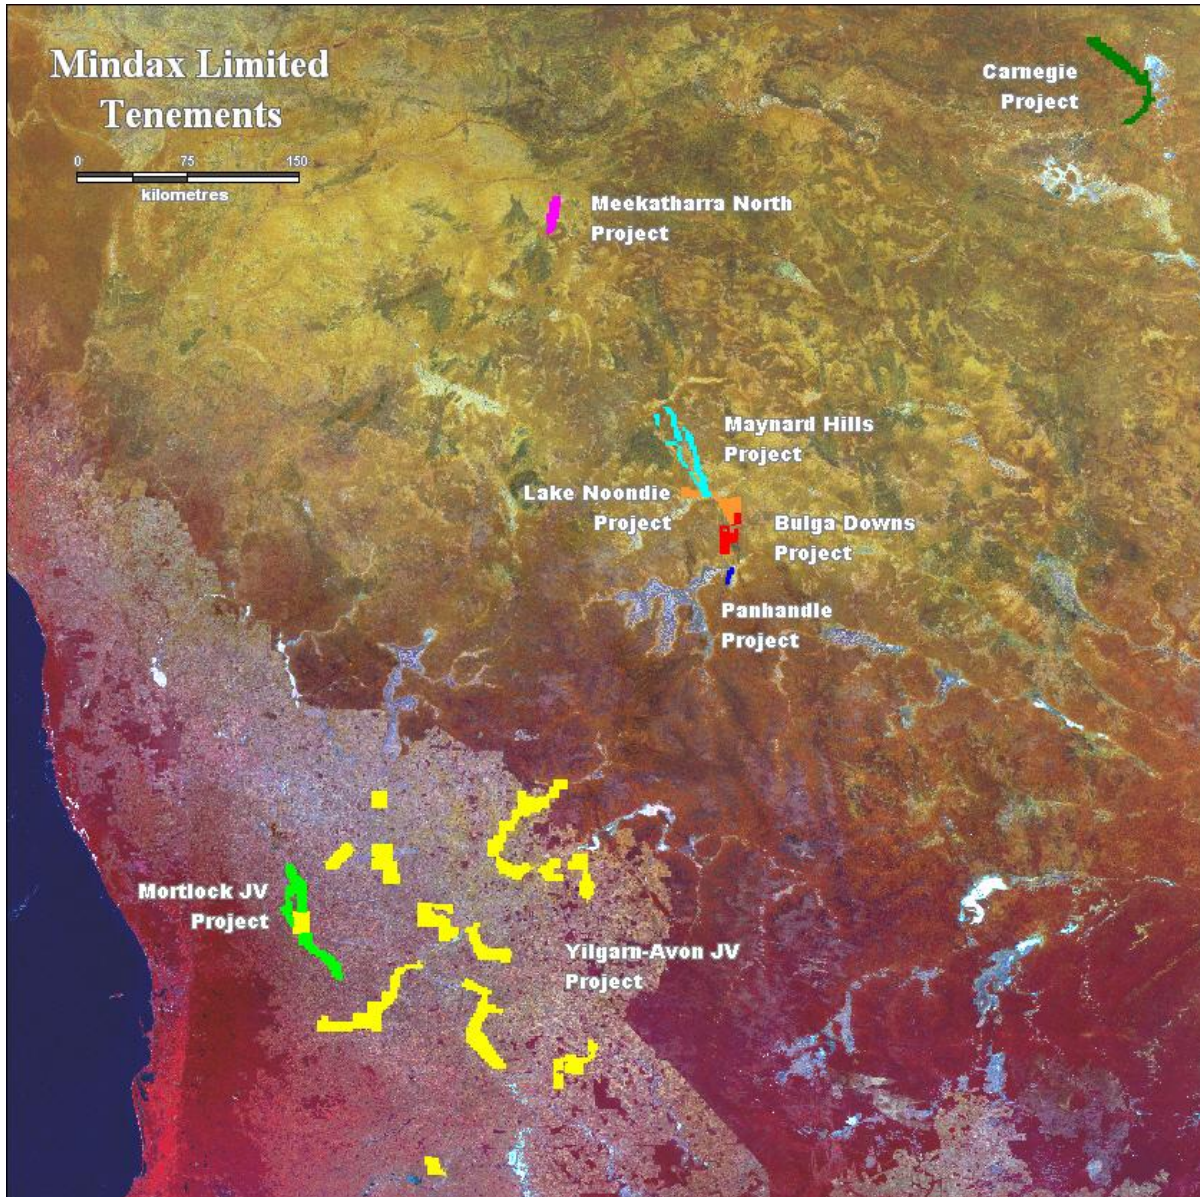 Mindax Limited
Tenements
0 75 150
kilometres
Carnegie
Project
Meekatharra North
Project
Maynard Hills
Project
Lake Noondie
Project
Bulga Downs
Project
Panhandle
Project
Mortlock JV
Project
Yilgarn-Avon JV
Project